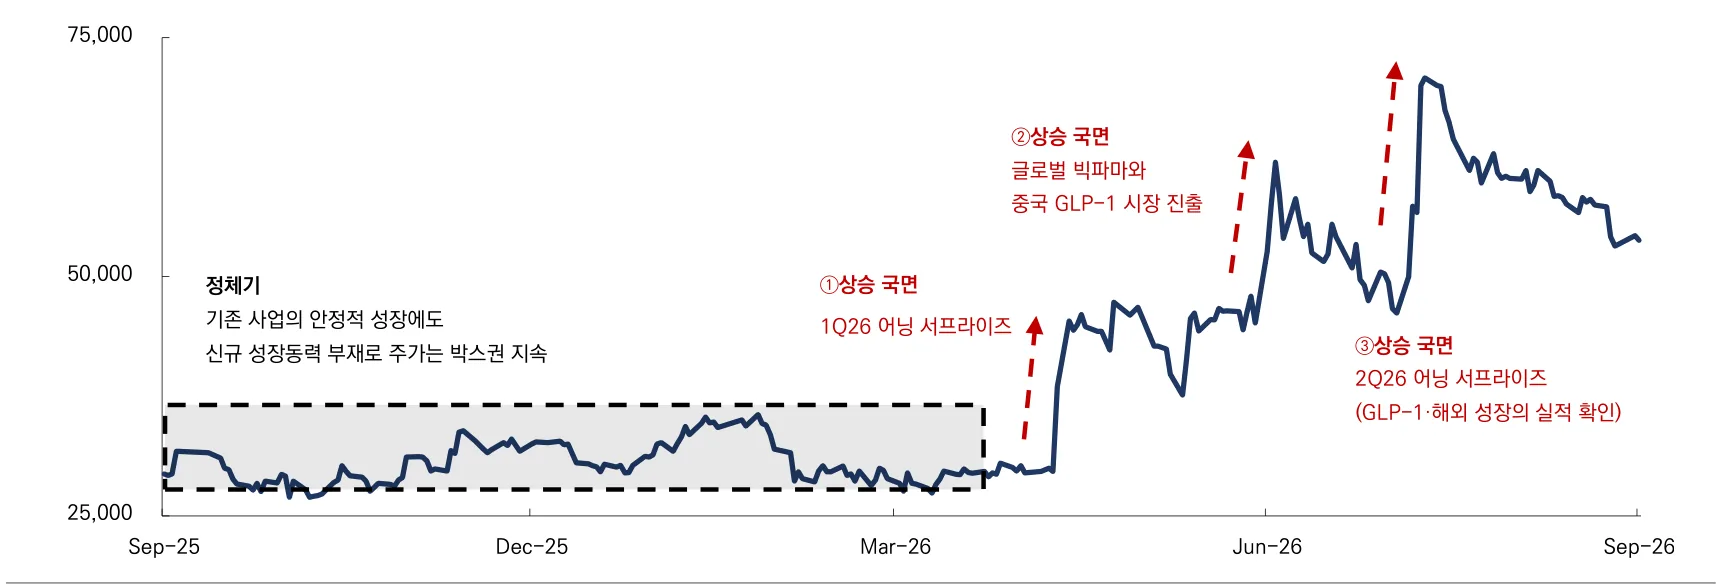 75,000
50,000
25,000
정체기
기존 사업의 안정적 성장에도
신규 성장동력 부재로 주가는 박스권 지속
①상승 국면
1Q26 어닝 서프라이즈
②상승 국면
글로벌 빅파마와
중국 GLP-1 시장 진출
③상승 국면
2Q26 어닝 서프라이즈
(GLP-1·해외 성장의 실적 확인)
Sep-25
Dec-25
Mar-26
Jun-26
Sep-26